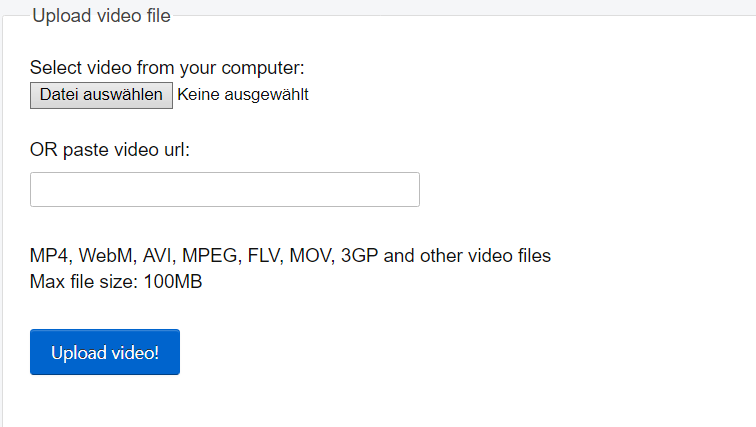 Upload video file
Select video from your computer:
Datei auswählen Keine ausgewählt
OR paste video url:
MP4, WebM, AVI, MPEG, FLV, MOV, 3GP and other video files
Max file size: 100MB
Upload video!